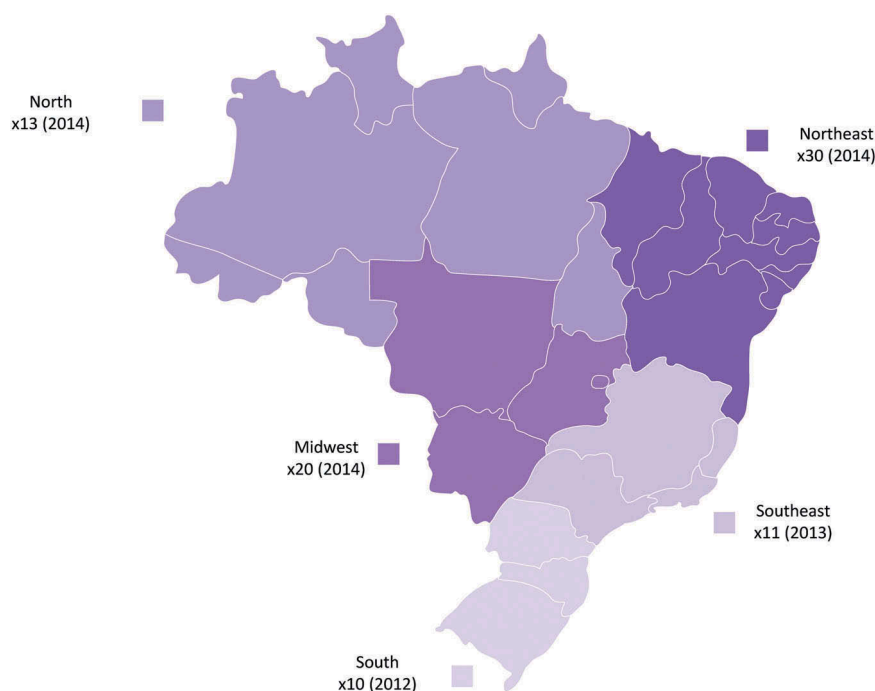 North
x13 (2014)
Northeast
x30 (2014)
Midwest
x20 (2014)
Southeast
x11 (2013)
South
x10 (2012)